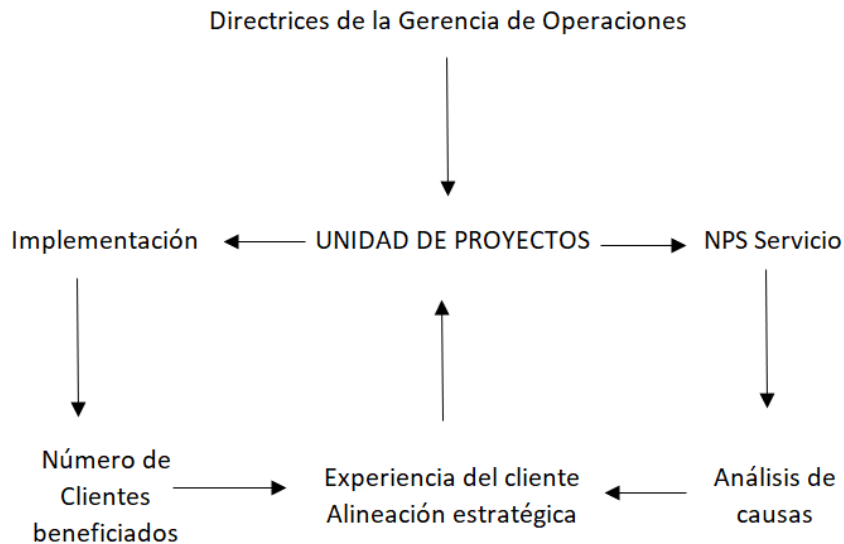 Directrices de la Gerencia de Operaciones
Implementación
UNIDAD DE PROYECTOS
NPS Servicio
Número de
Clientes
beneficiados
Experiencia del cliente
Alineación estratégica
Análisis de
causas